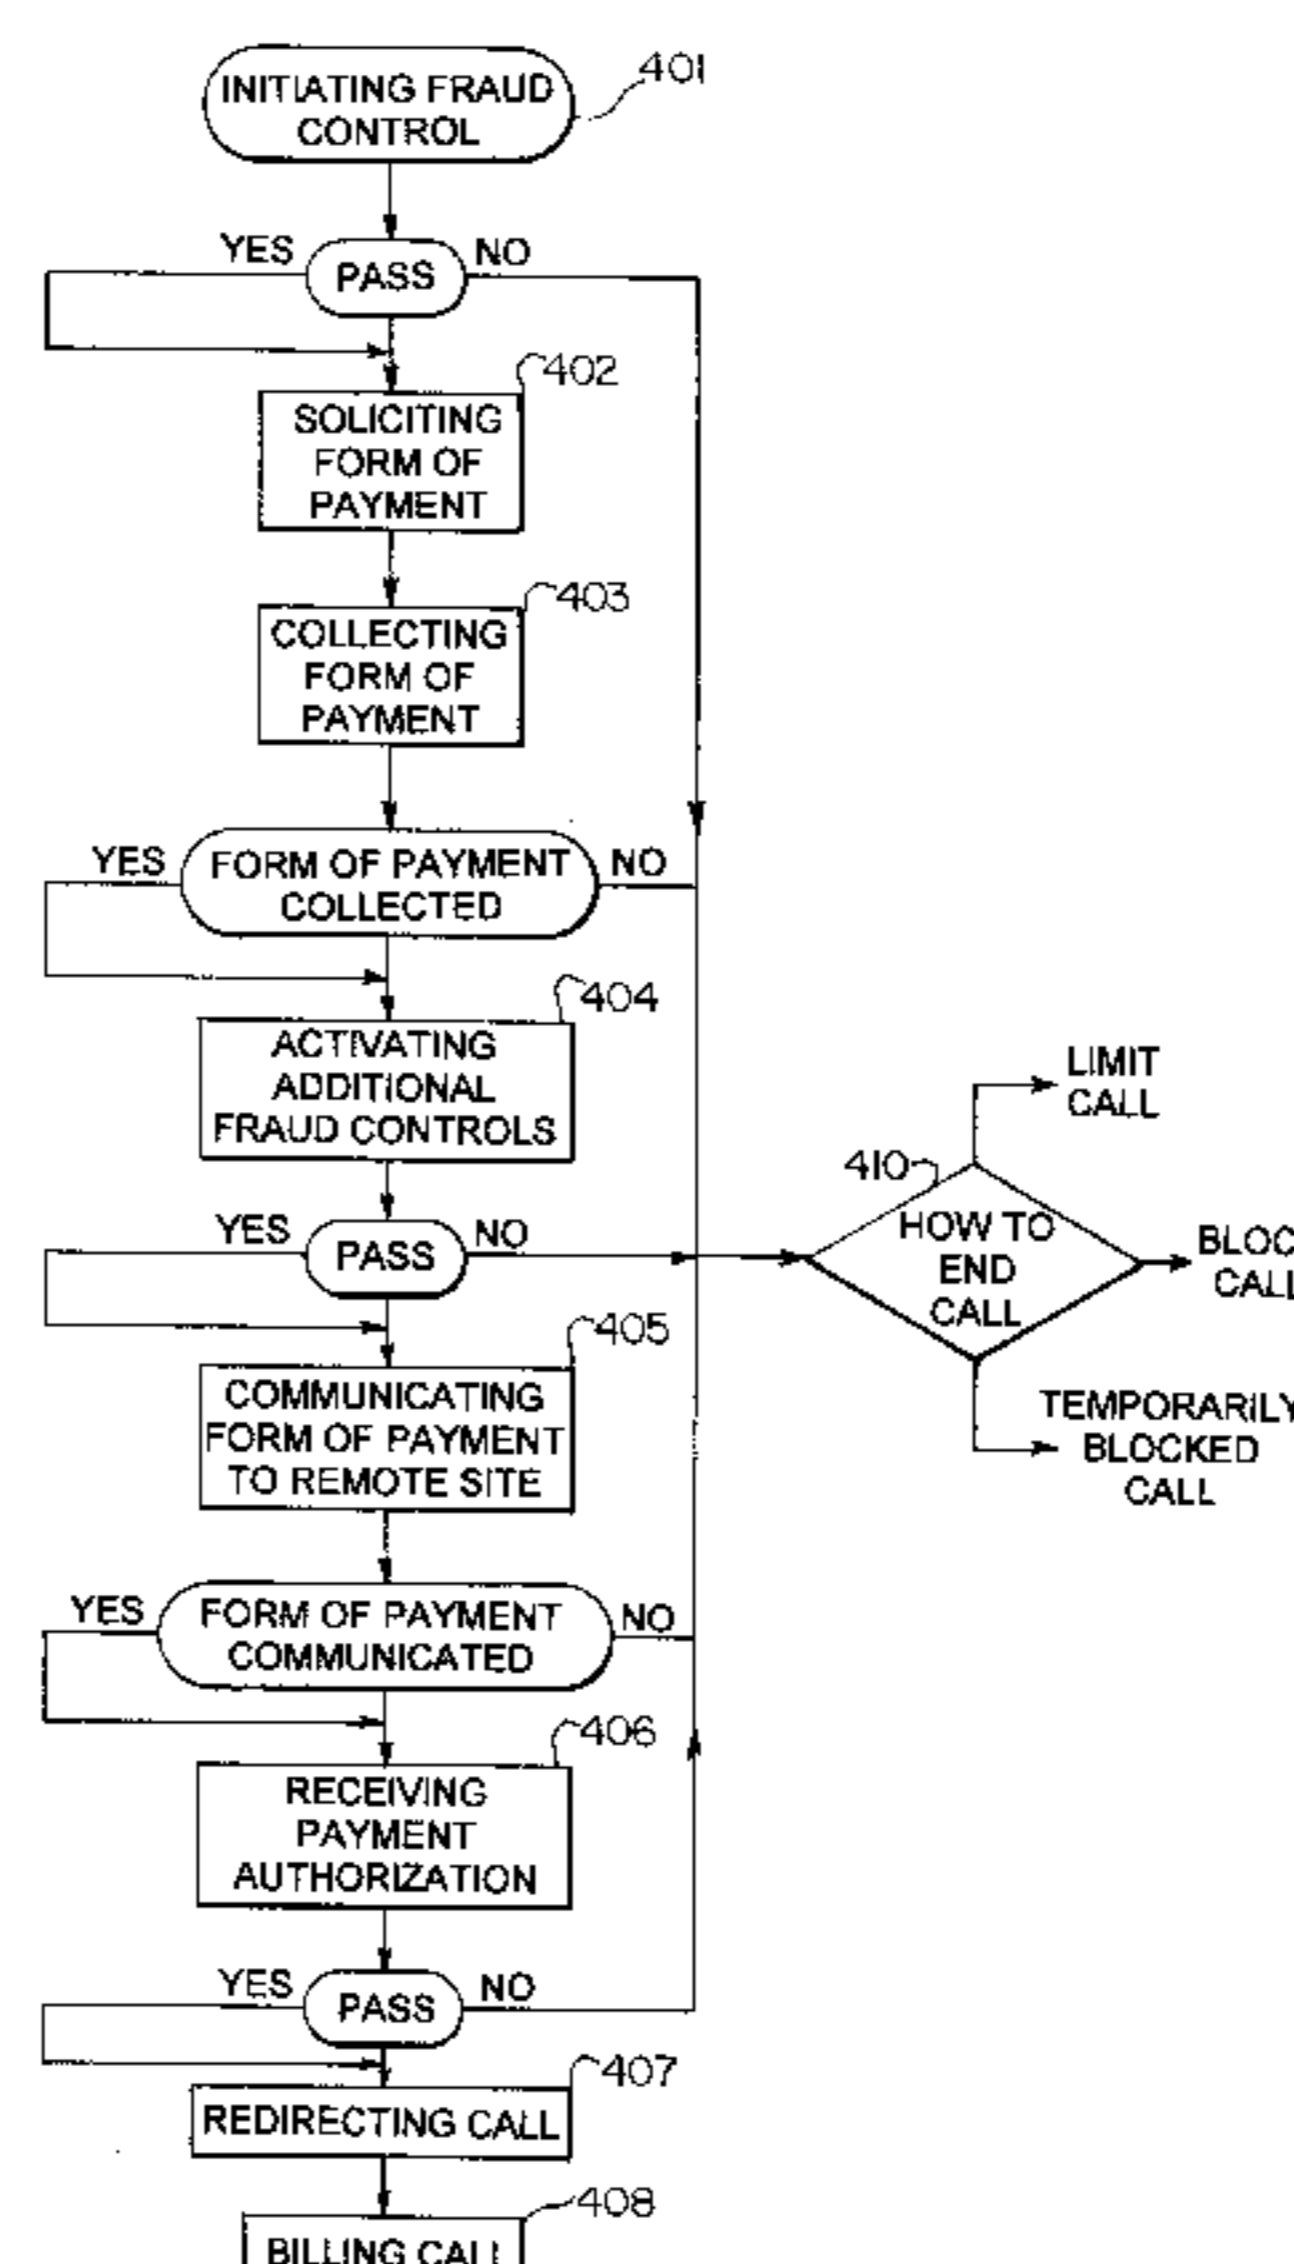 401
INITIATING FRAUD
CONTROL
YES
PASS
NO
402
SOLICITING
FORM OF
PAYMENT
403
COLLECTING
FORM OF
PAYMENT
YES
FORM OF PAYMENT
COLLECTED
NO
404
ACTIVATING
ADDITIONAL
FRAUD CONTROLS
YES
PASS
NO
405
COMMUNICATING
FORM OF PAYMENT
TO REMOTE SITE
YES
FORM OF PAYMENT
COMMUNICATED
NO
406
RECEIVING
PAYMENT
AUTHORIZATION
YES
PASS
NO
407
REDIRECTING CALL
408
BILLING CALL
410
HOW TO
END
CALL
LIMIT
CALL
BLOC
CALL
TEMPORARILY
BLOCKED
CALL